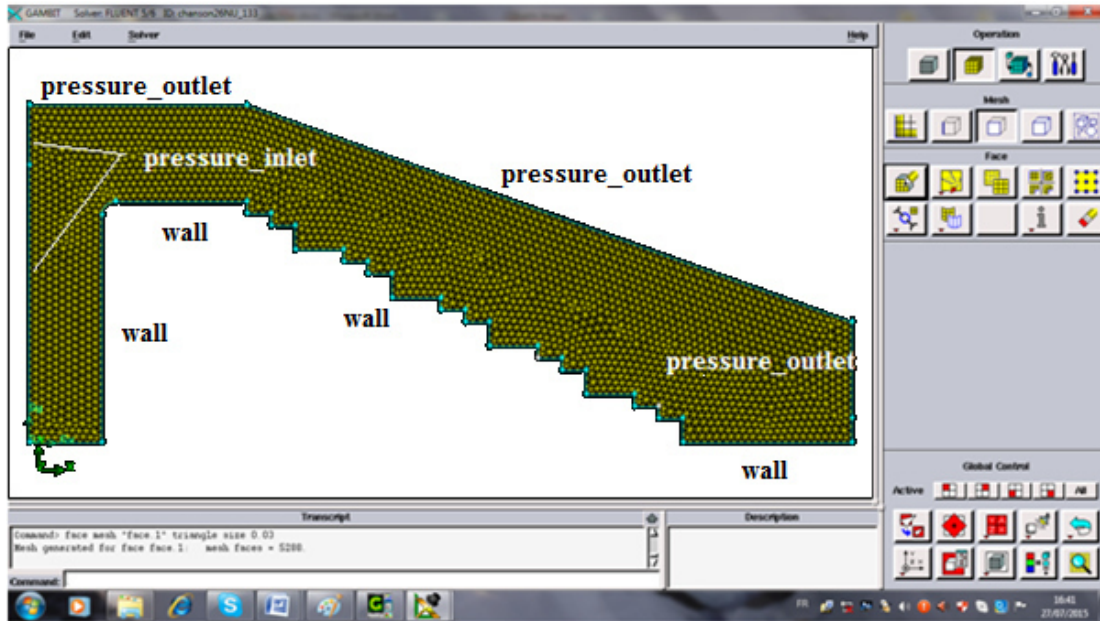 GAMBIT Solver: FLUENT 5/6 ID: chanson26NU_133
File Edit Solver Help
pressure_outlet
pressure_inlet
pressure_outlet
wall
wall
wall
pressure_outlet
wall
Operation
Mesh
Face
Global Control
Active All
Transcript
Command> face mesh "face.1" triangle size 0.03
Mesh generated for face face.1: mesh faces = 5288.
Command:
Description
FR
16:41
27/07/2015